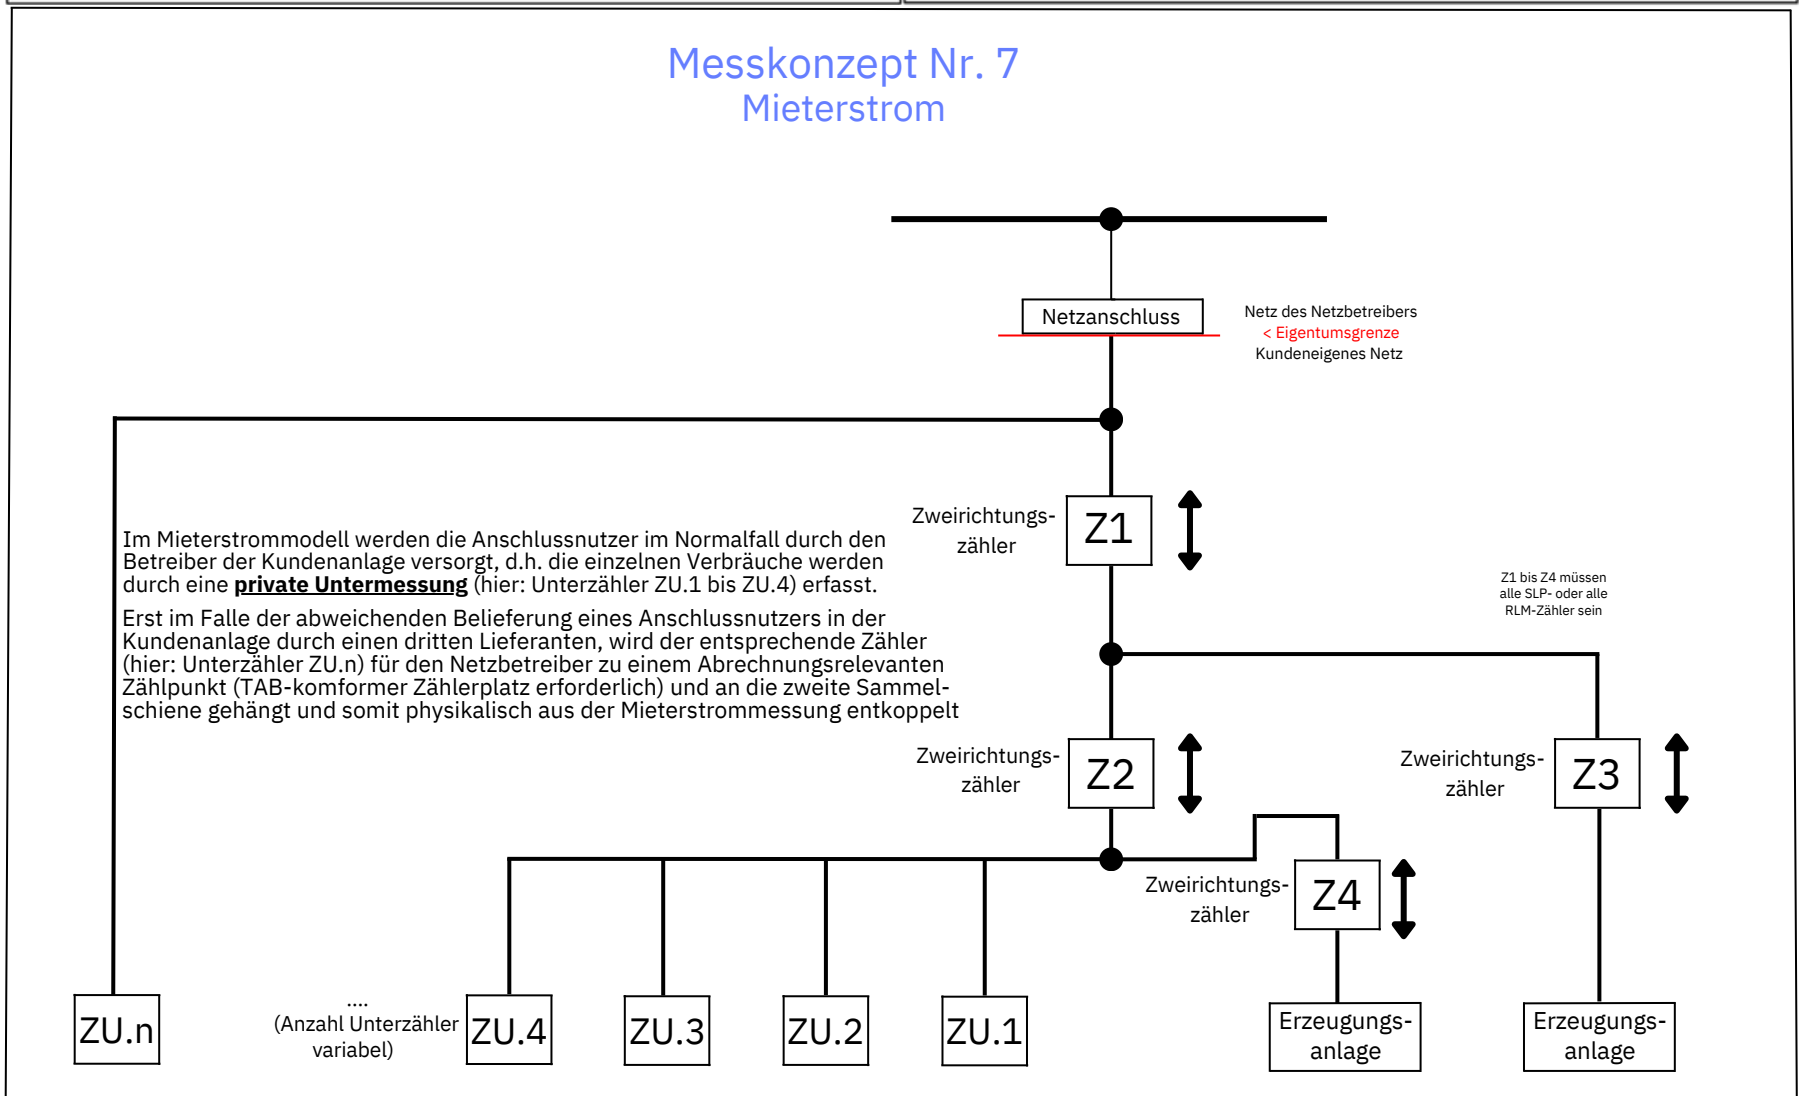 Messkonzept Nr. 7
Mieterstrom
Netzanschluss
Netz des Netzbetreibers
< Eigentumsgrenze
Kundeneigenes Netz
Zweirichtungs-
zähler
Z1
Im Mieterstrommodell werden die Anschlussnutzer im Normalfall durch den
Betreiber der Kundenanlage versorgt, d.h. die einzelnen Verbräuche werden
durch eine private Untermessung (hier: Unterzähler ZU.1 bis ZU.4) erfasst.
Erst im Falle der abweichenden Belieferung eines Anschlussnutzers in der
Kundenanlage durch einen dritten Lieferanten, wird der entsprechende Zähler
(hier: Unterzähler ZU.n) für den Netzbetreiber zu einem Abrechnungsrelevanten
Zählpunkt (TAB-komformer Zählerplatz erforderlich) und an die zweite Sammel-
schiene gehängt und somit physikalisch aus der Mieterstrommessung entkoppelt
Z1 bis Z4 müssen
alle SLP- oder alle
RLM-Zähler sein
Zweirichtungs-
zähler
Z2
Zweirichtungs-
zähler
Z3
Zweirichtungs-
zähler
Z4
ZU.n
....
(Anzahl Unterzähler
variabel)
ZU.4
ZU.3
ZU.2
ZU.1
Erzeugungs-
anlage
Erzeugungs-
anlage